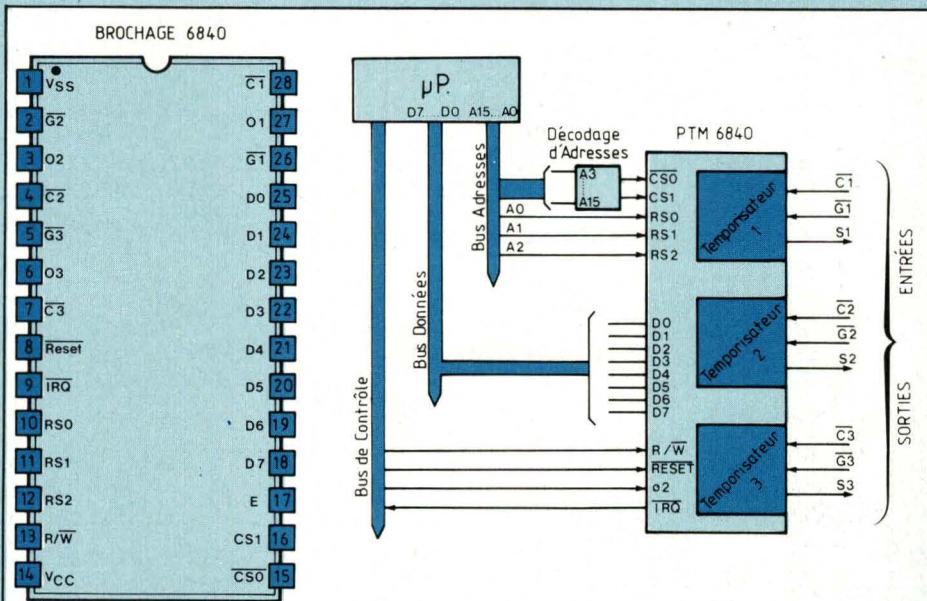 BROCHAGE 6840
1 VSS
2 G2
3 O2
4 C2
5 G3
6 O3
7 C3
8 Reset
9 IRQ
10 RS0
11 RS1
12 RS2
13 R/W
14 VCC
C1 28
O1 27
G1 26
D0 25
D1 24
D2 23
D3 22
D4 21
D5 20
D6 19
D7 18
E 17
CS1 16
CS0 15
µP.
D7.....D0 A15...A0
Bus Adresses
Bus Données
Bus de Contrôle
Décodage
d'Adresses
A3
A15
A0
A1
A2
PTM 6840
CS0
CS1
RS0
RS1
RS2
D0
D1
D2
D3
D4
D5
D6
D7
R/W
RESET
ø2
IRQ
Temporisateur
1
Temporisateur
2
Temporisateur
3
C1
G1
S1
C2
G2
S2
C3
G3
S3
ENTRÉES
SORTIES